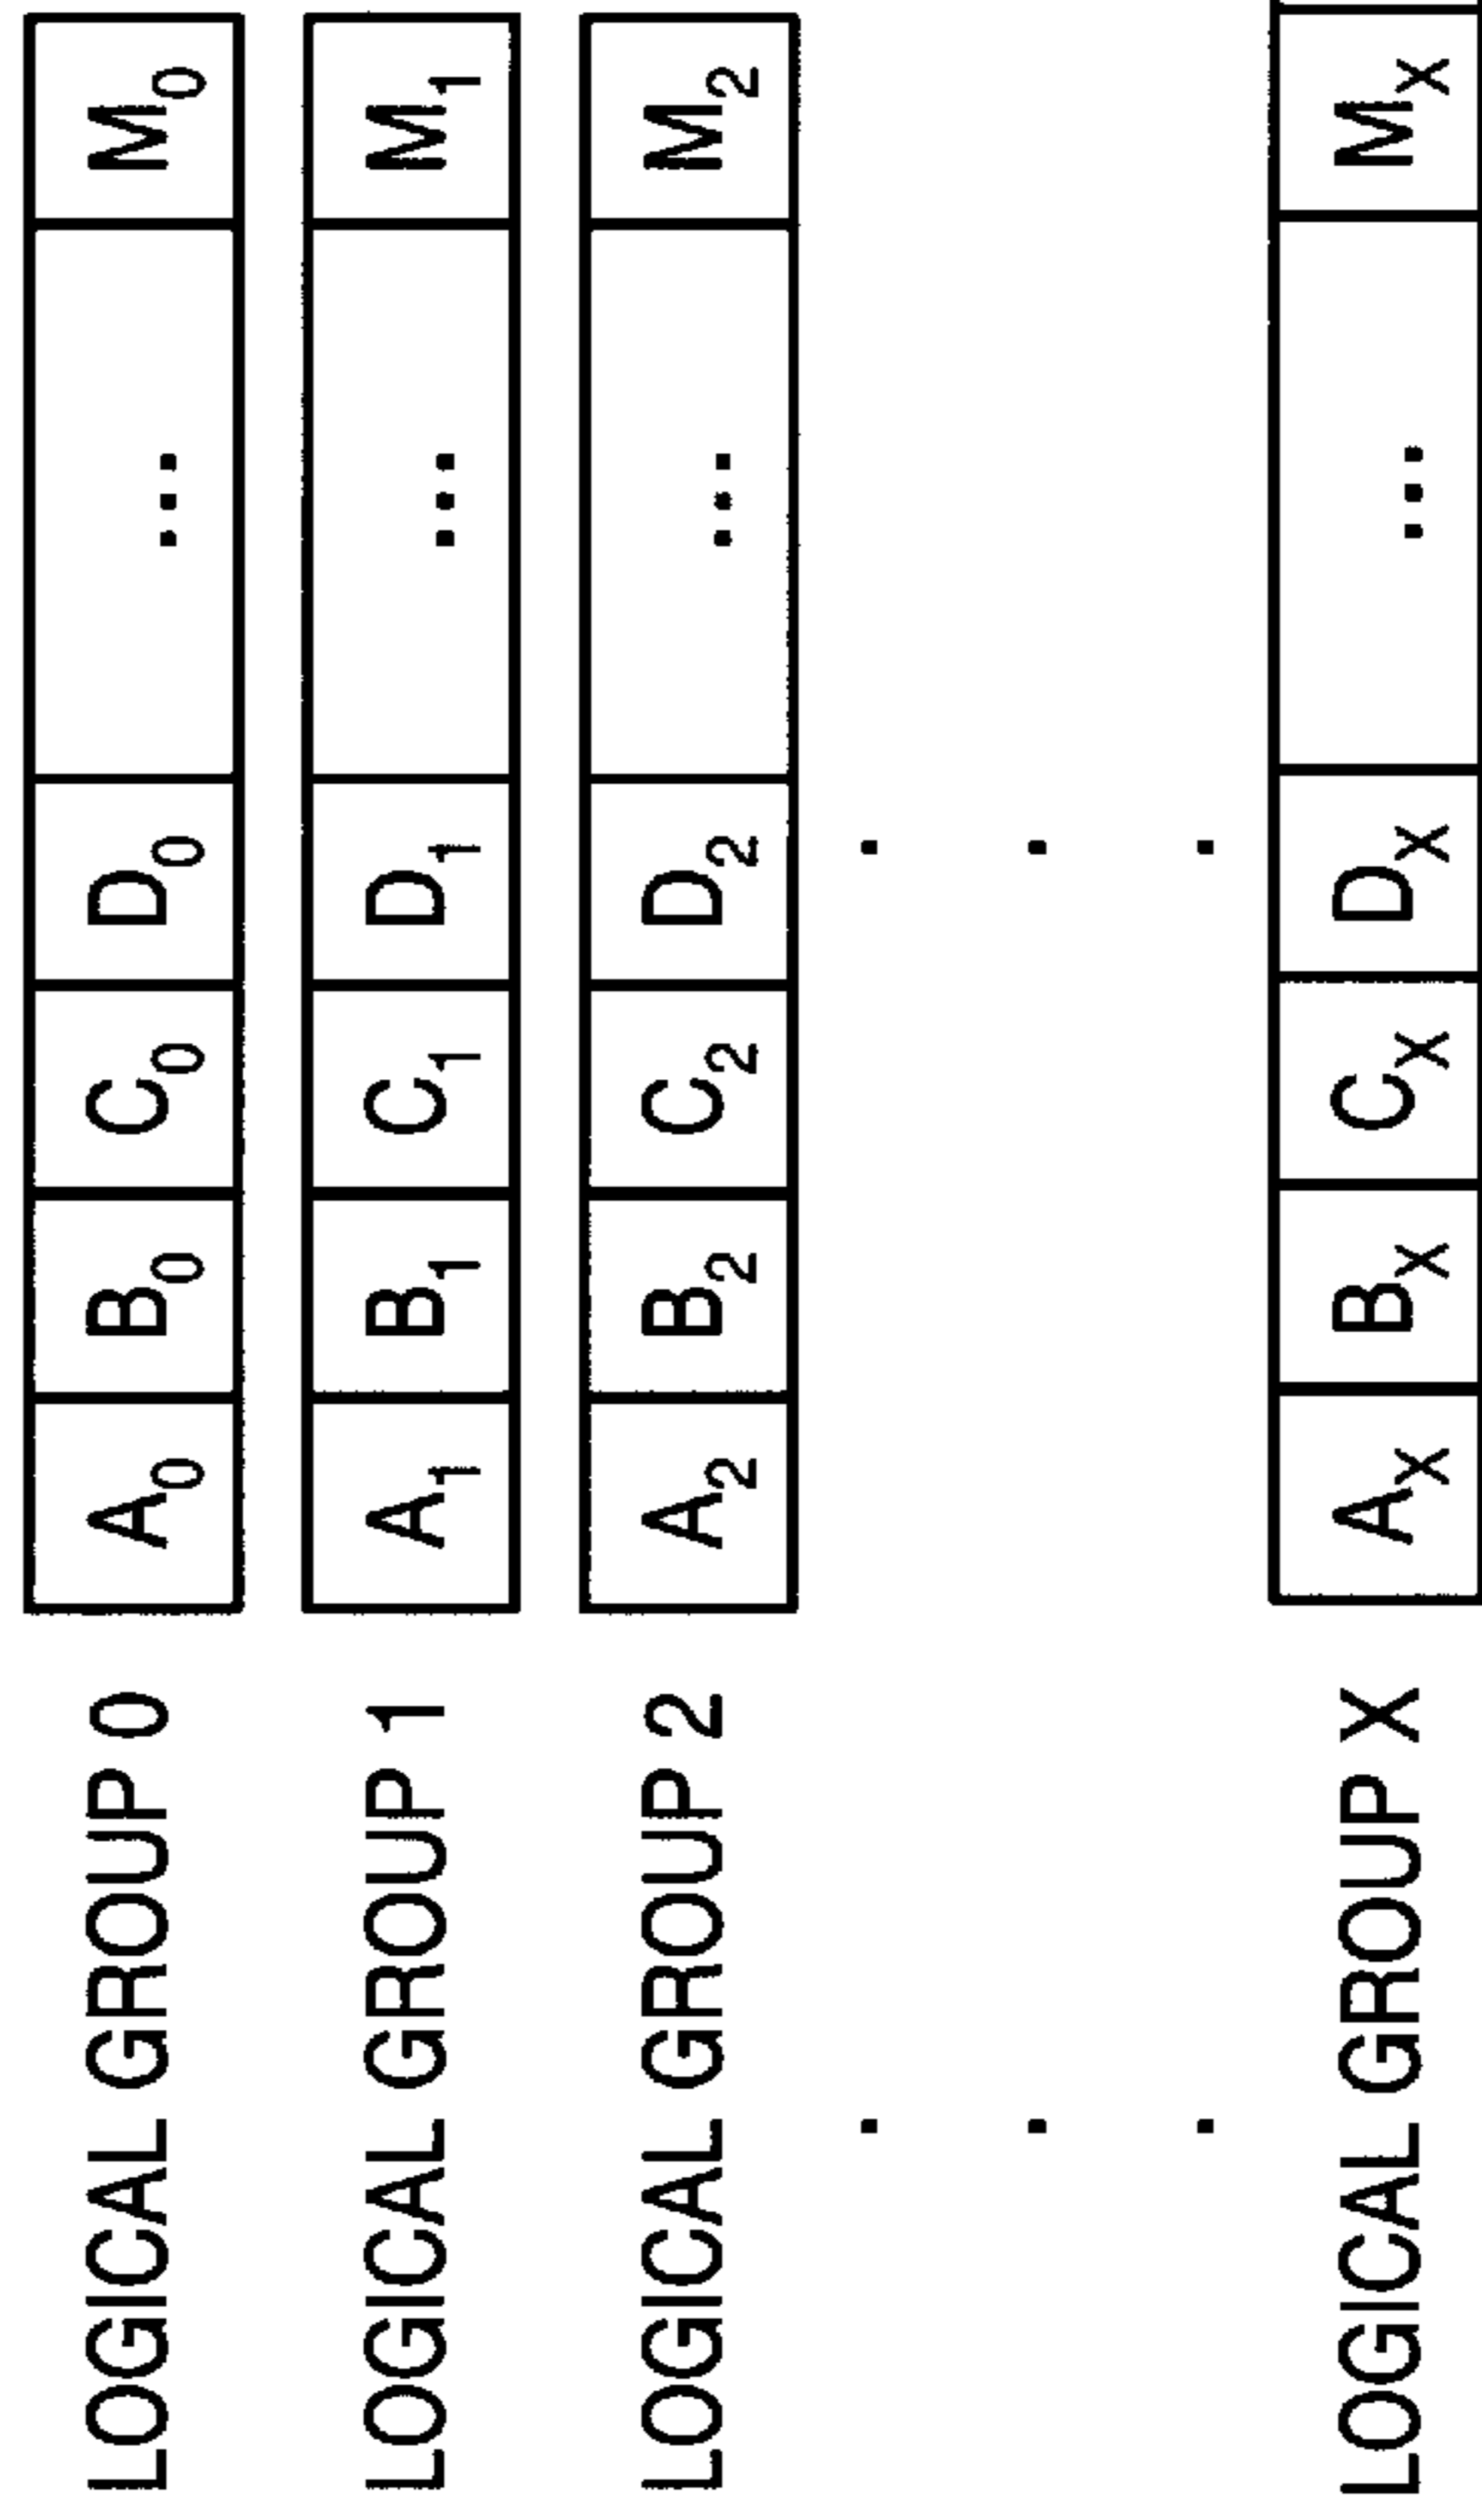 LOGICAL GROUP 0 A0 B0 C0 D0 ... M0
LOGICAL GROUP 1 A1 B1 C1 D1 ... M1
LOGICAL GROUP 2 A2 B2 C2 D2 ... M2
LOGICAL GROUP X AX BX CX DX ... MX